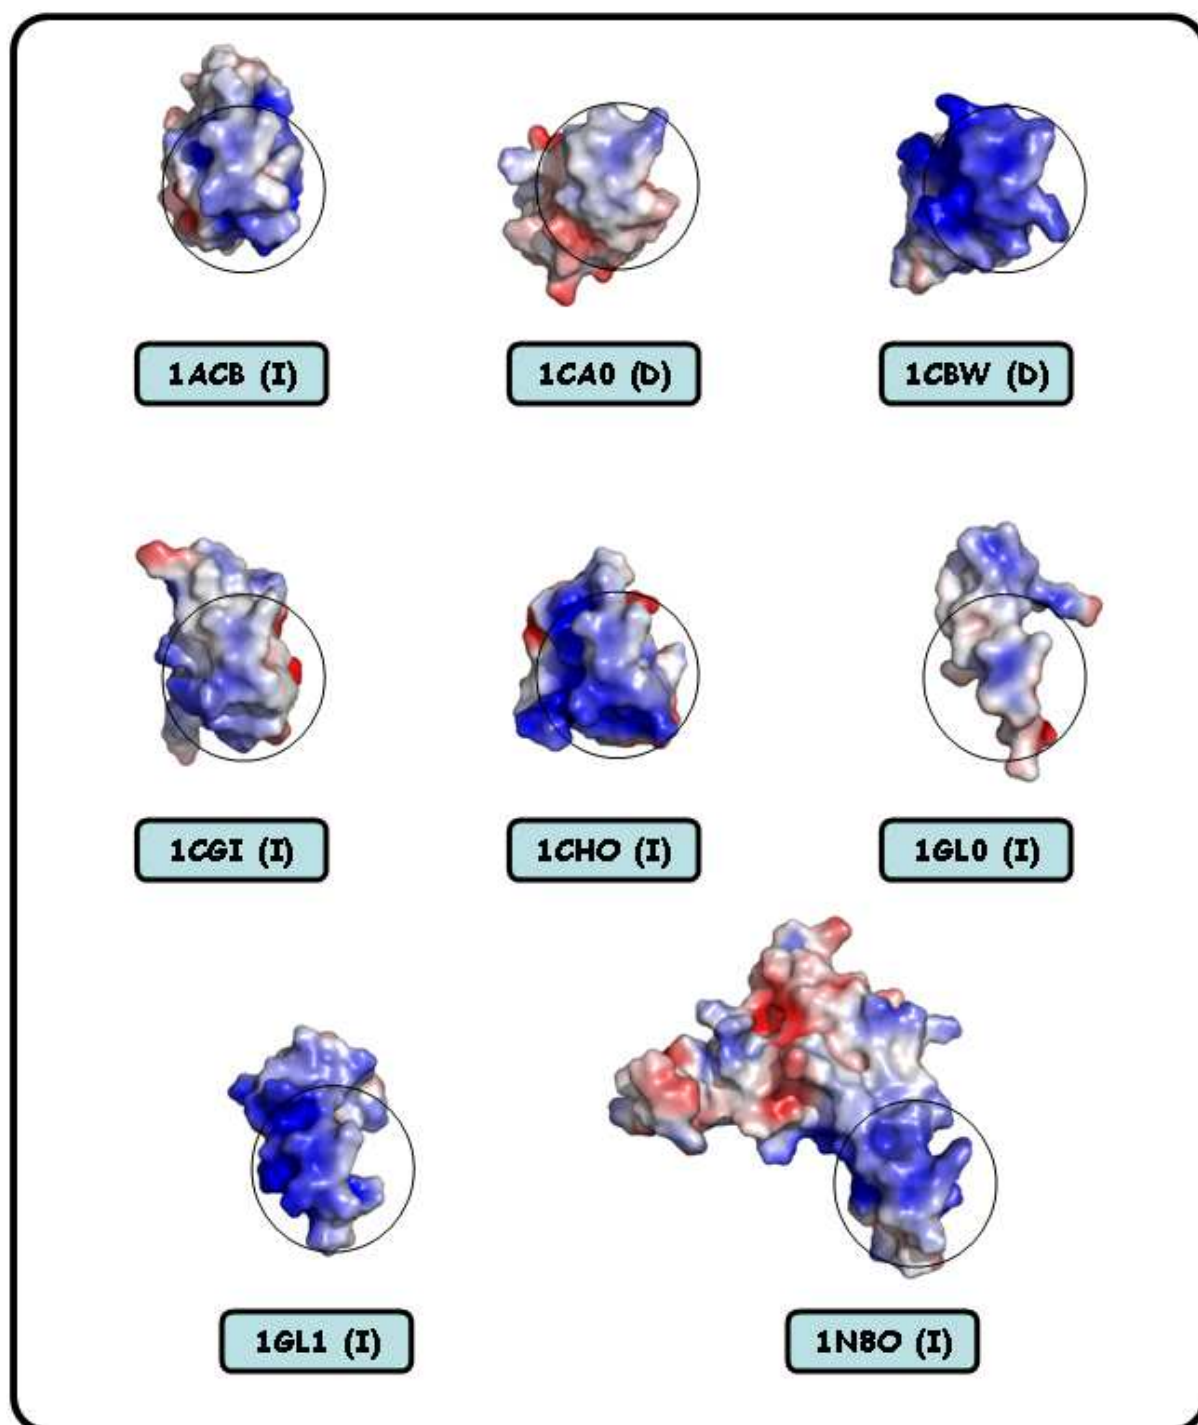 1ACB (I)
1CA0 (D)
1CBW (D)
1CGI (I)
1CHO (I)
1GL0 (I)
1GL1 (I)
1N8O (I)